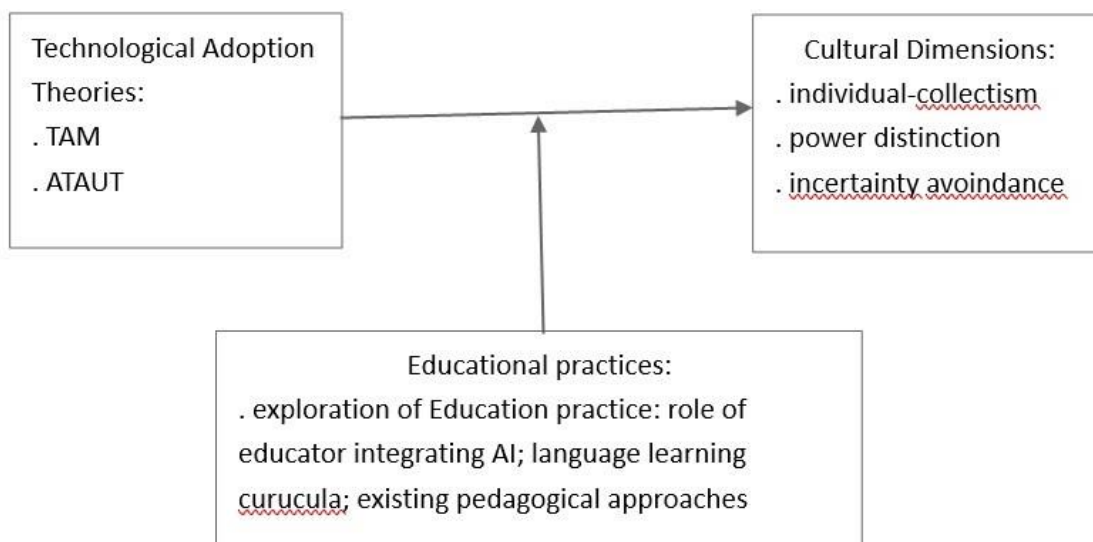 Technological Adoption
Theories:
. TAM
. ATAUT
Cultural Dimensions:
. individual-collectism
. power distinction
. incertainty avoindance
Educational practices:
. exploration of Education practice: role of
educator integrating AI; language learning
curucula; existing pedagogical approaches